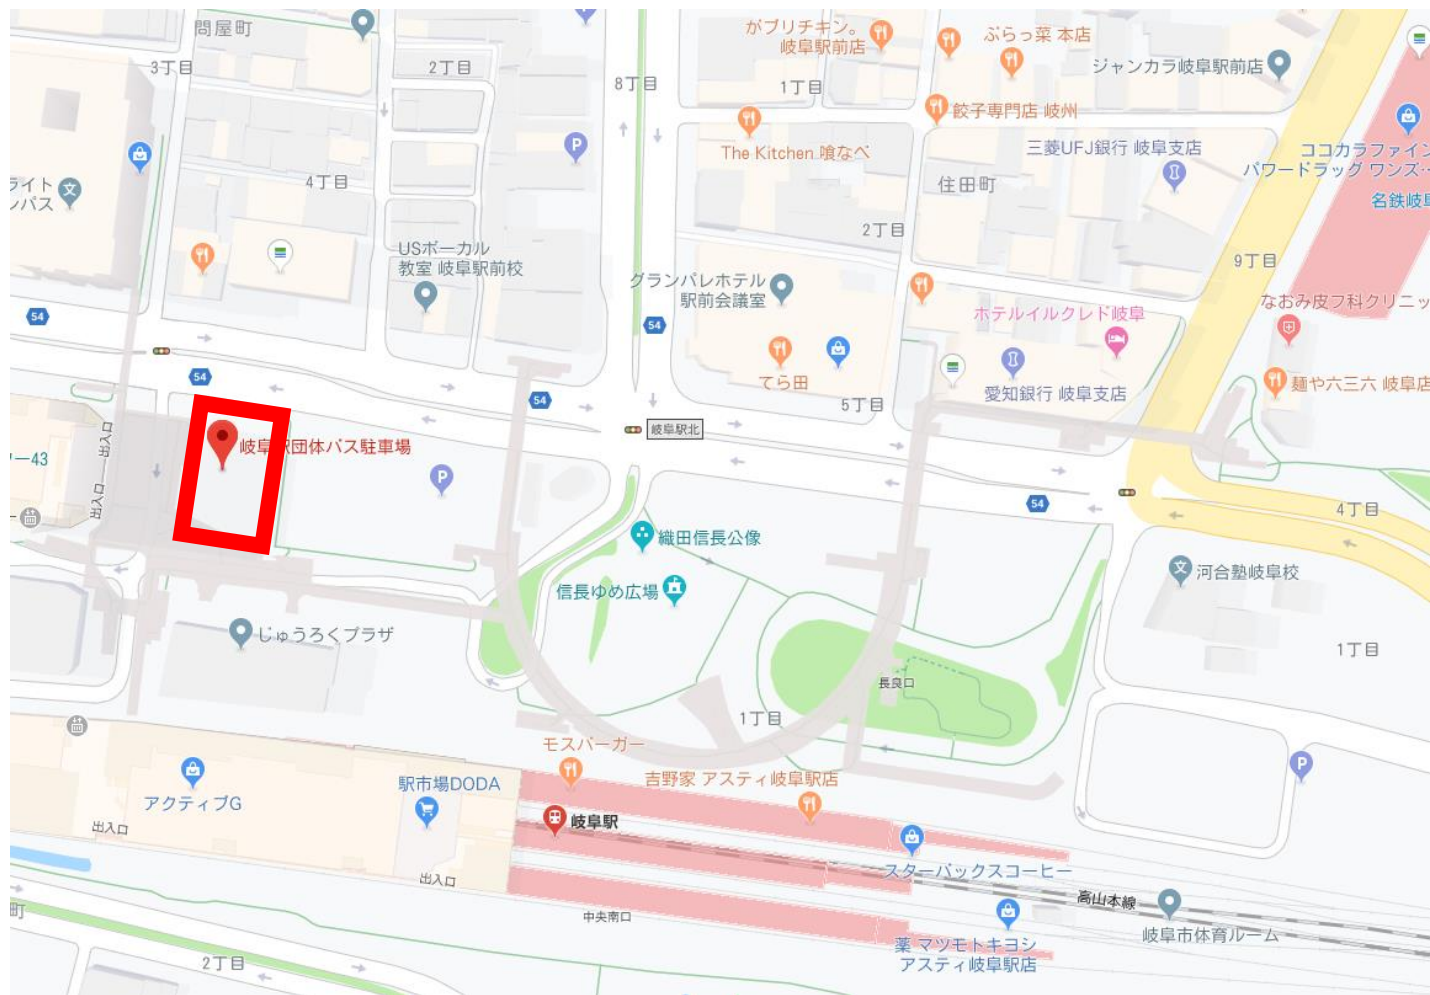 問屋町
がブリチキン。
岐阜駅前店
ぶらっ菜 本店
3丁目
2丁目
8丁目
1丁目
ジャンカラ岐阜駅前店
餃子専門店 岐州
The Kitchen 喰なべ
三菱UFJ銀行 岐阜支店
ココカラファイン
パワードラッグ ワンズ…
P
ライト
ンパス
4丁目
住田町
名鉄岐阜
2丁目
USボーカル
教室 岐阜駅前校
グランパレホテル
駅前会議室
9丁目
なおみ皮フ科クリニッ
ホテルイルクレド岐阜
54
54
54
54
てら田
愛知銀行 岐阜支店
麺や六三六 岐阜店
5丁目
岐阜駅北
岐阜駅団体バス駐車場
出入口
ー43
P
出入口
54
4丁目
織田信長公像
信長ゆめ広場
河合塾岐阜校
じゅうろくプラザ
1丁目
長良口
1丁目
モスバーガー
吉野家 アスティ岐阜駅店
P
駅市場DODA
アクティブG
岐阜駅
出入口
出入口
スターバックスコーヒー
高山本線
中央南口
町
薬 マツモトキヨシ
アスティ岐阜駅店
岐阜市体育ルーム
2丁目